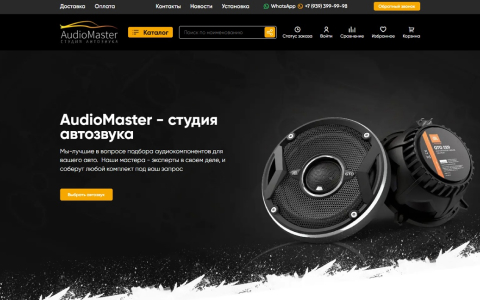 Доставка Оплата Контакты Новости Установка WhatsApp +7 (939) 399-99-98 Обратный звонок
AudioMaster
СТУДИЯ АВТОЗВУКА
Каталог
Поиск по наименованию
Статус заказа Войти Сравнение Избранное Корзина
AudioMaster - студия
автозвука
Мы-лучшие в вопросе подбора аудиокомпонентов для
вашего авто. Наши мастера - эксперты в своем деле, и
соберут любой комплект под ваш запрос
Выбрать автозвук
JBL
GTO